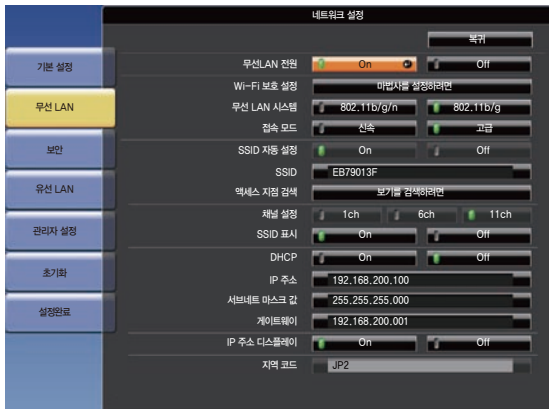 네트워크 설정
복귀
기본 설정
무선 LAN
보안
유선 LAN
관리자 설정
초기화
설정완료
무선LAN 전원 On Off
Wi-Fi 보호 설정 마법사를 설정하려면
무선 LAN 시스템 802.11b/g/n 802.11b/g
접속 모드 신속 고급
SSID 자동 설정 On Off
SSID EB79013F
액세스 지점 검색 보기를 검색하려면
채널 설정 1ch 6ch 11ch
SSID 표시 On Off
DHCP On Off
IP 주소 192.168.200.100
서브네트 마스크 값 255.255.255.000
게이트웨이 192.168.200.001
IP 주소 디스플레이 On Off
지역 코드 JP2